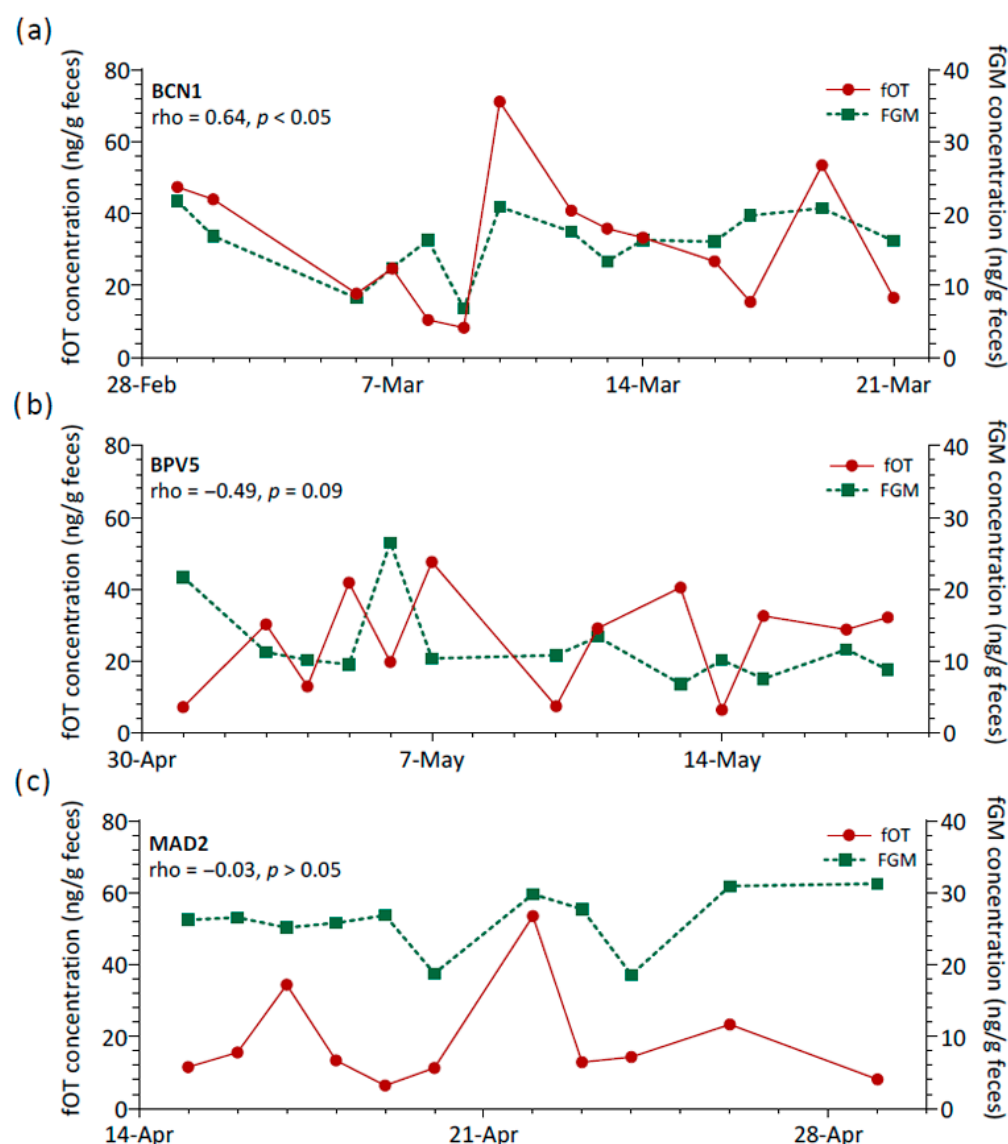 (a)
fOT concentration (ng/g feces)
fGM concentration (ng/g feces)
80
60
40
20
0
40
30
20
10
0
BCN1
rho = 0.64, p < 0.05
fOT
FGM
28-Feb
7-Mar
14-Mar
21-Mar
(b)
fOT concentration (ng/g feces)
fGM concentration (ng/g feces)
80
60
40
20
0
40
30
20
10
0
BPV5
rho = −0.49, p = 0.09
fOT
FGM
30-Apr
7-May
14-May
(c)
fOT concentration (ng/g feces)
fGM concentration (ng/g feces)
80
60
40
20
0
40
30
20
10
0
MAD2
rho = −0.03, p > 0.05
fOT
FGM
14-Apr
21-Apr
28-Apr